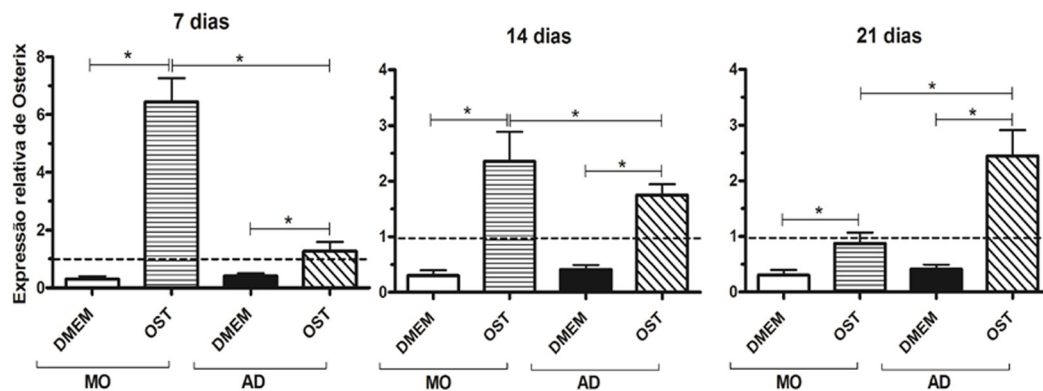 7 dias
14 dias
21 dias
Expressão relativa de Osterix
8
6
4
2
0
*
*
*
DMEM
OST
DMEM
OST
MO
AD
4
3
2
1
0
*
*
*
DMEM
OST
DMEM
OST
MO
AD
4
3
2
1
0
*
*
*
DMEM
OST
DMEM
OST
MO
AD